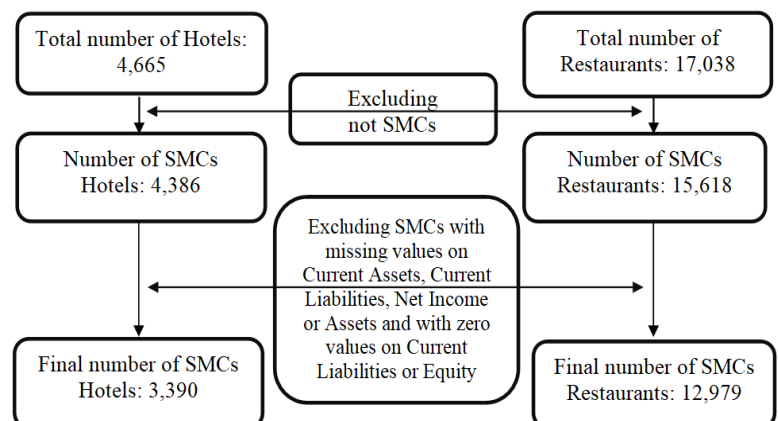 Total number of Hotels:
4,665
Total number of
Restaurants: 17,038
Excluding
not SMCs
Number of SMCs
Hotels: 4,386
Number of SMCs
Restaurants: 15,618
Excluding SMCs with
missing values on
Current Assets, Current
Liabilities, Net Income
or Assets and with zero
values on Current
Liabilities or Equity
Final number of SMCs
Hotels: 3,390
Final number of SMCs
Restaurants: 12,979